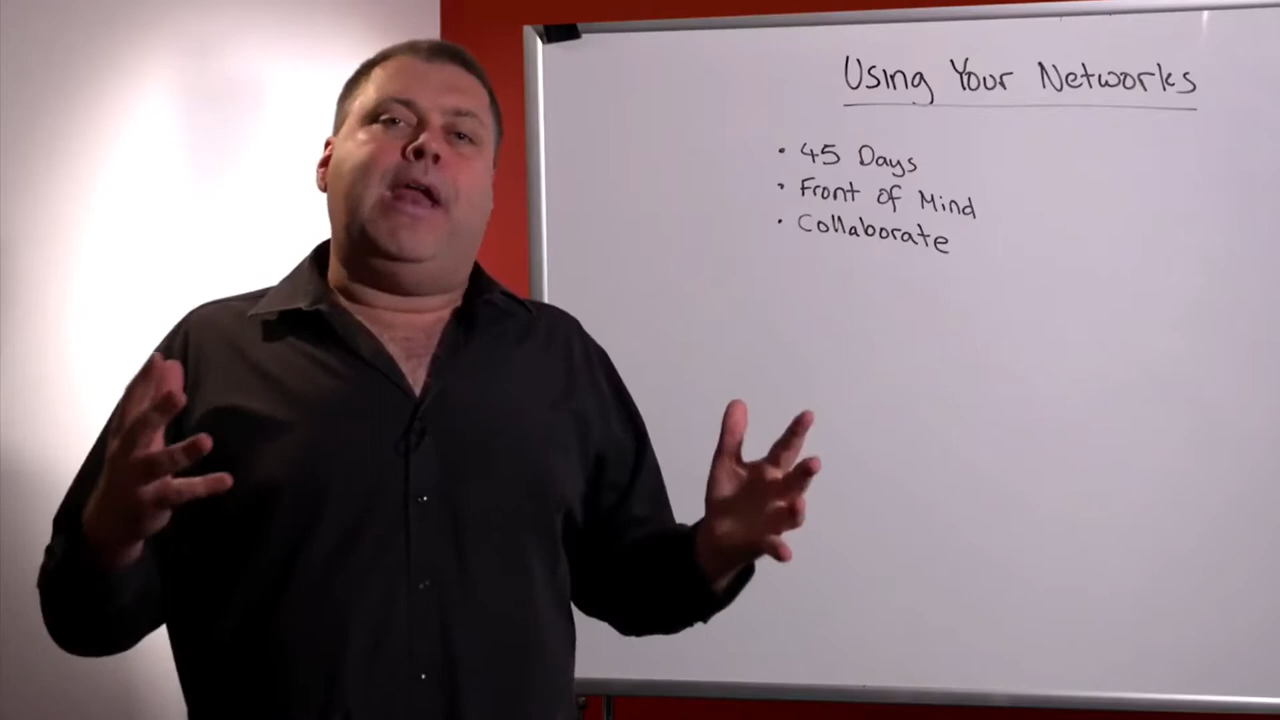 Using Your Networks
• 45 Days
• Front of Mind
• Collaborate